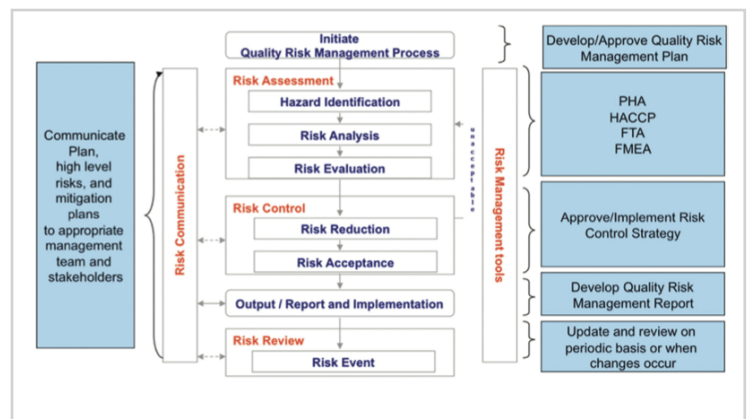 Initiate
Quality Risk Management Process
Develop/Approve Quality Risk
Management Plan
Communicate
Plan,
high level
risks, and
mitigation
plans
to appropriate
management
team and
stakeholders
Risk Communication
Risk Assessment
Hazard Identification
Risk Analysis
Risk Evaluation
unacceptable
Risk Control
Risk Reduction
Risk Acceptance
Output / Report and Implementation
Risk Review
Risk Event
Risk Management tools
PHA
HACCP
FTA
FMEA
Approve/Implement Risk
Control Strategy
Develop Quality Risk
Management Report
Update and review on
periodic basis or when
changes occur